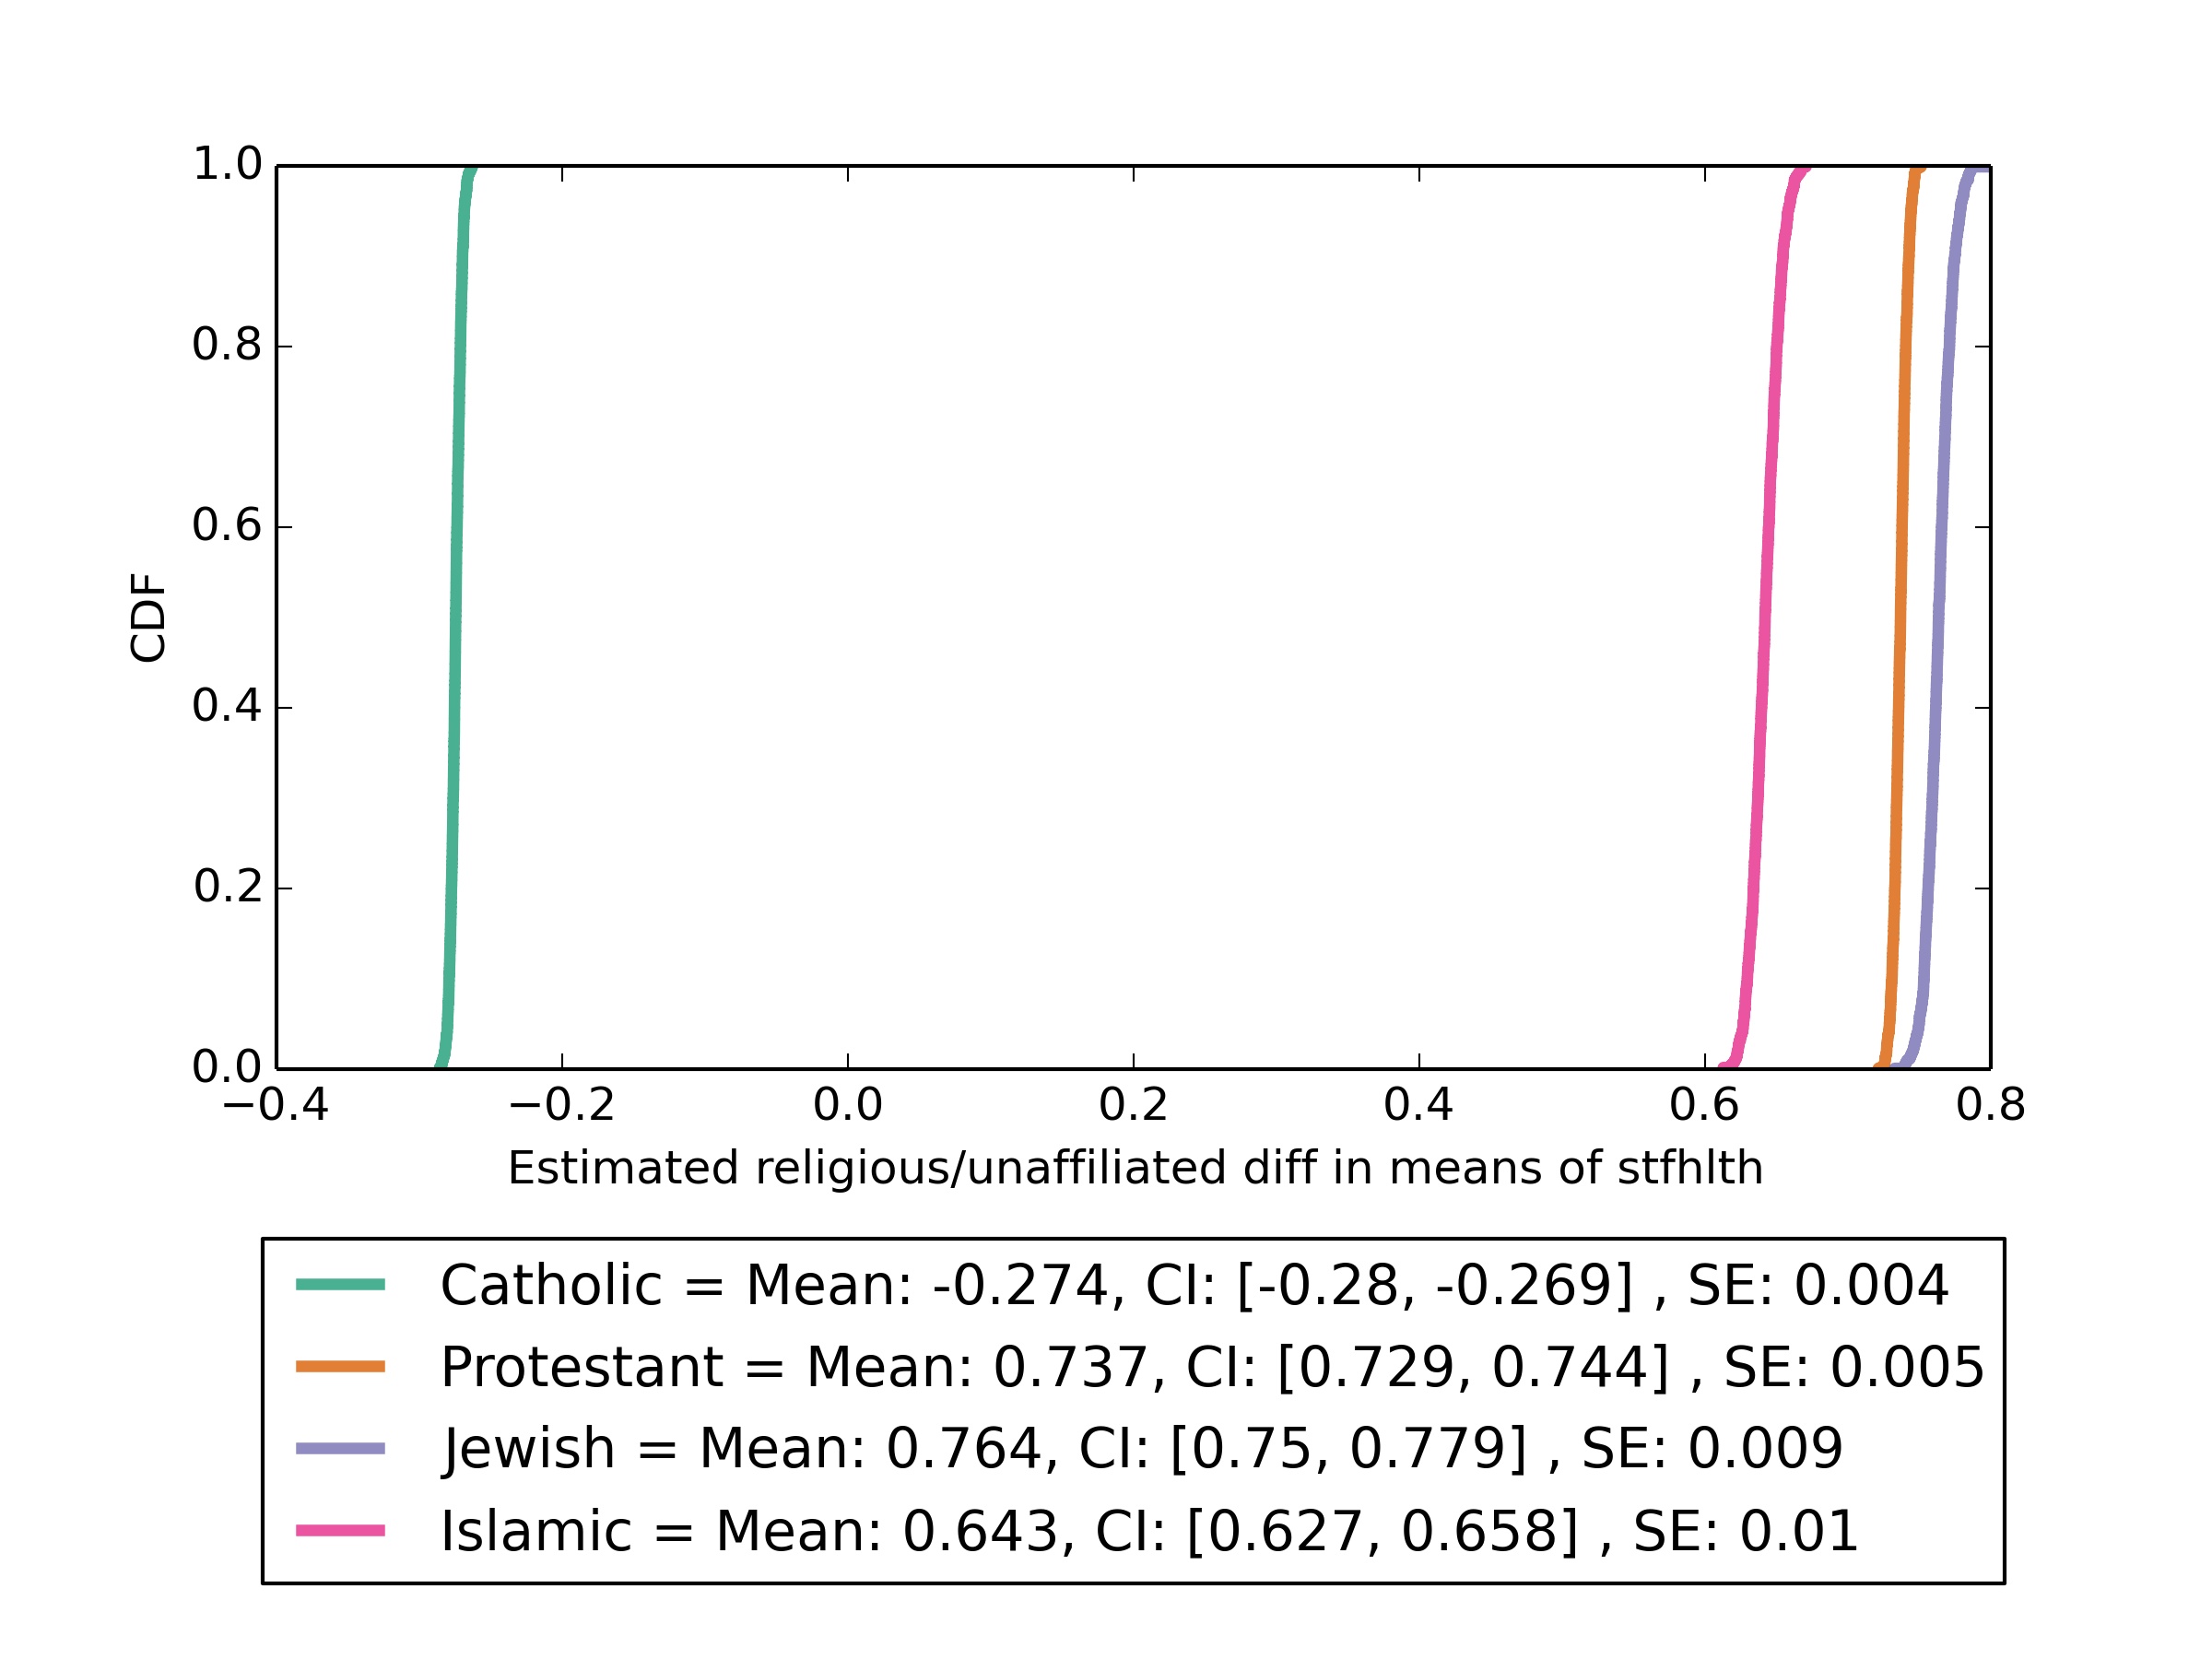 1.0
0.8
0.6
0.4
0.2
0.0
CDF
−0.4 −0.2 0.0 0.2 0.4 0.6 0.8
Estimated religious/unaffiliated diff in means of stfhlth
Catholic = Mean: -0.274, CI: [-0.28, -0.269] , SE: 0.004
Protestant = Mean: 0.737, CI: [0.729, 0.744] , SE: 0.005
Jewish = Mean: 0.764, CI: [0.75, 0.779] , SE: 0.009
Islamic = Mean: 0.643, CI: [0.627, 0.658] , SE: 0.01